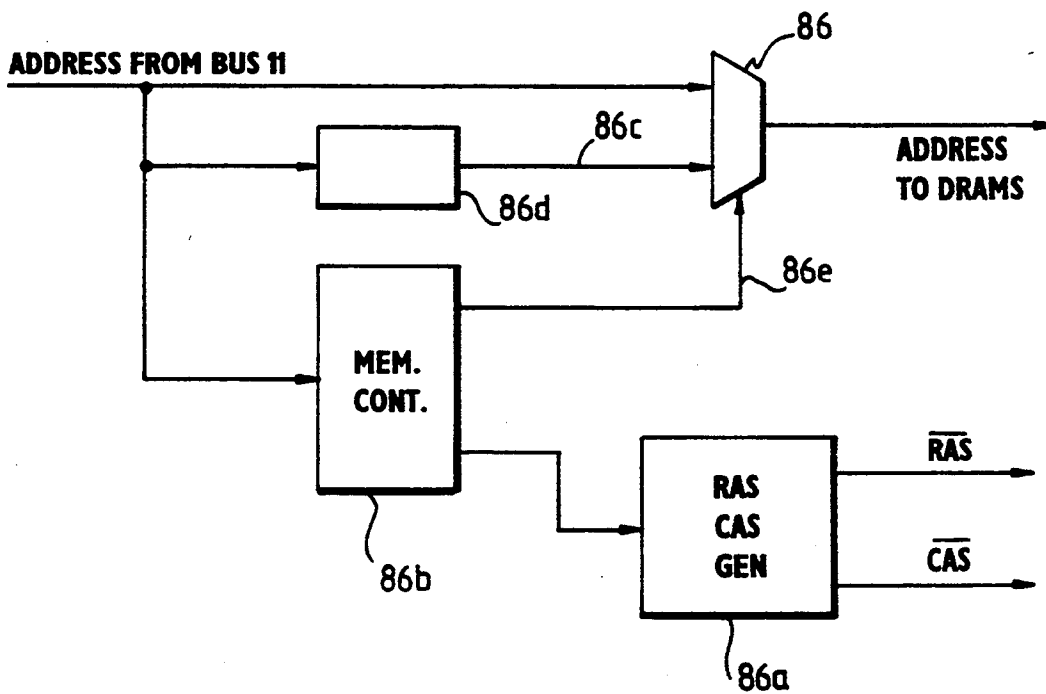 86
ADDRESS FROM BUS 11
86c
ADDRESS
TO DRAMS
86d
86e
MEM.
CONT.
RAS
RAS
CAS
GEN
CAS
86b
86a